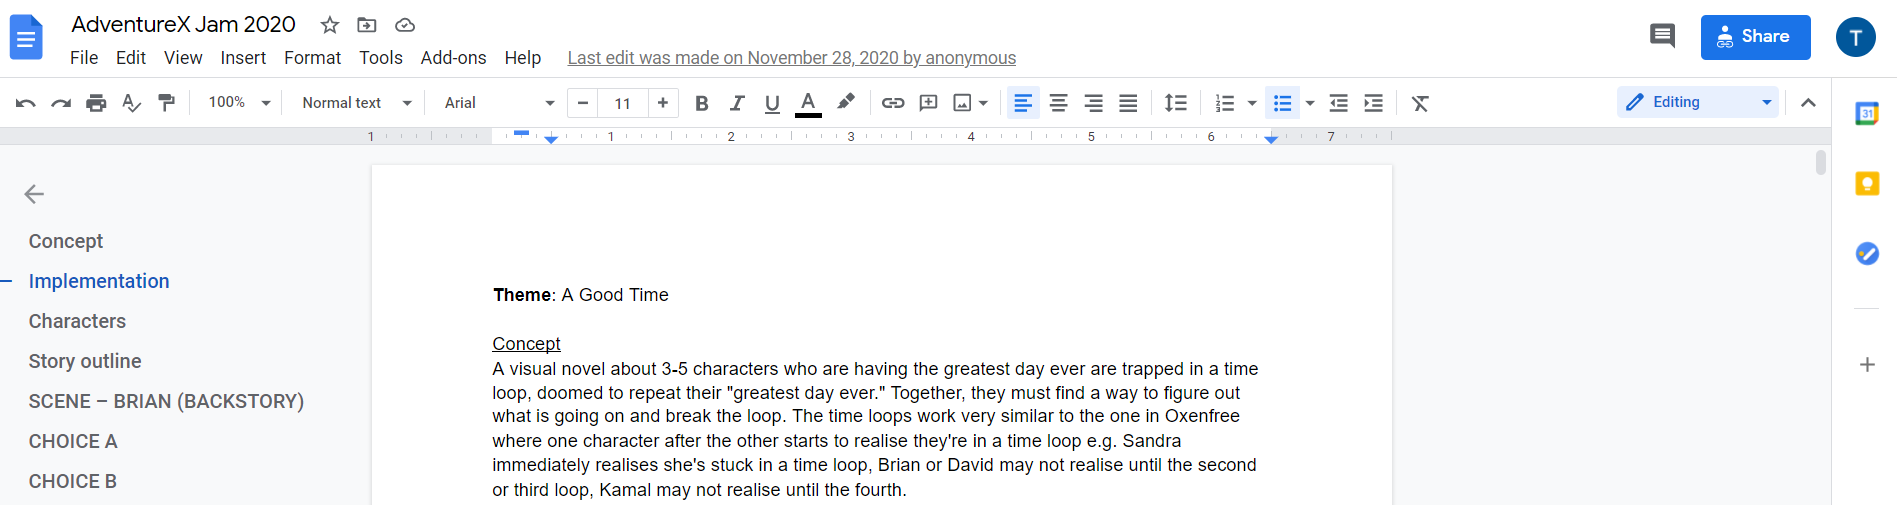 AdventureX Jam 2020
File Edit View Insert Format Tools Add-ons Help Last edit was made on November 28, 2020 by anonymous
Share
T
100% Normal text Arial 11 B I U A Editing
31
1 1 2 3 4 5 6 7
Concept
Implementation
Characters
Story outline
SCENE – BRIAN (BACKSTORY)
CHOICE A
CHOICE B
Theme: A Good Time
Concept
A visual novel about 3-5 characters who are having the greatest day ever are trapped in a time
loop, doomed to repeat their "greatest day ever." Together, they must find a way to figure out
what is going on and break the loop. The time loops work very similar to the one in Oxenfree
where one character after the other starts to realise they're in a time loop e.g. Sandra
immediately realises she's stuck in a time loop, Brian or David may not realise until the second
or third loop, Kamal may not realise until the fourth.